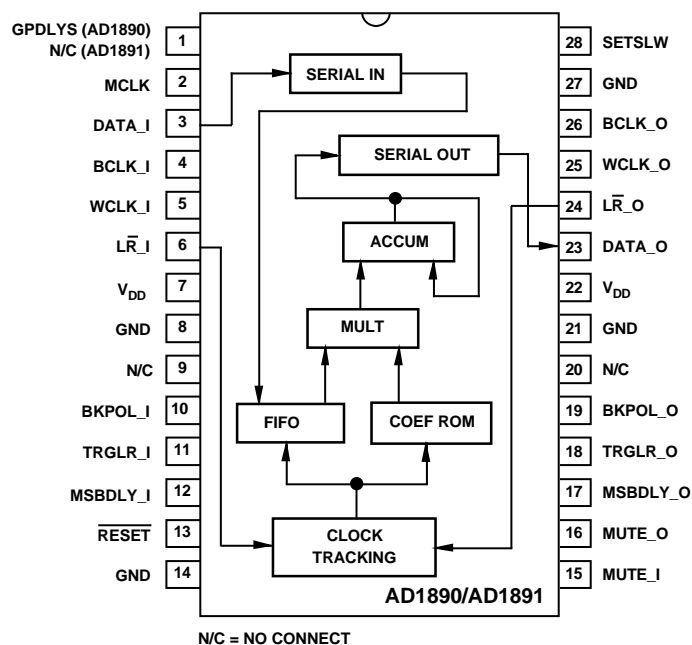 GPDLYS (AD1890)
N/C (AD1891)
1
MCLK 2
DATA_I 3
BCLK_I 4
WCLK_I 5
LR̅_I 6
VDD 7
GND 8
N/C 9
BKPOL_I 10
TRGLR_I 11
MSBDLY_I 12
R̅E̅S̅E̅T̅ 13
GND 14
SERIAL IN
SERIAL OUT
ACCUM
MULT
FIFO
COEF ROM
CLOCK
TRACKING
AD1890/AD1891
28 SETSLW
27 GND
26 BCLK_O
25 WCLK_O
24 LR̅_O
23 DATA_O
22 VDD
21 GND
20 N/C
19 BKPOL_O
18 TRGLR_O
17 MSBDLY_O
16 MUTE_O
15 MUTE_I
N/C = NO CONNECT